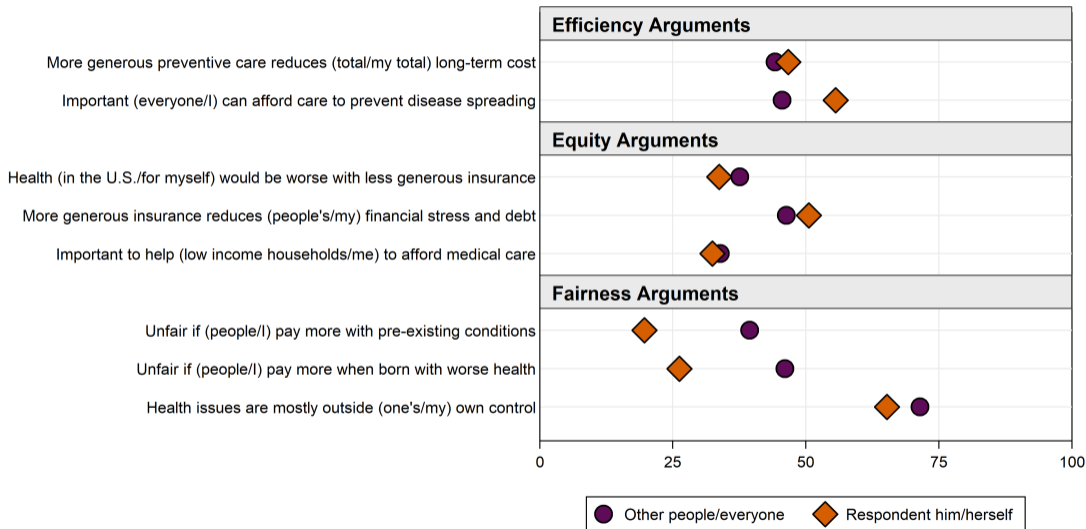 Efficiency Arguments
More generous preventive care reduces (total/my total) long-term cost
Important (everyone/I) can afford care to prevent disease spreading
Equity Arguments
Health (in the U.S./for myself) would be worse with less generous insurance
More generous insurance reduces (people's/my) financial stress and debt
Important to help (low income households/me) to afford medical care
Fairness Arguments
Unfair if (people/I) pay more with pre-existing conditions
Unfair if (people/I) pay more when born with worse health
Health issues are mostly outside (one's/my) own control
0 25 50 75 100
Other people/everyone Respondent him/herself